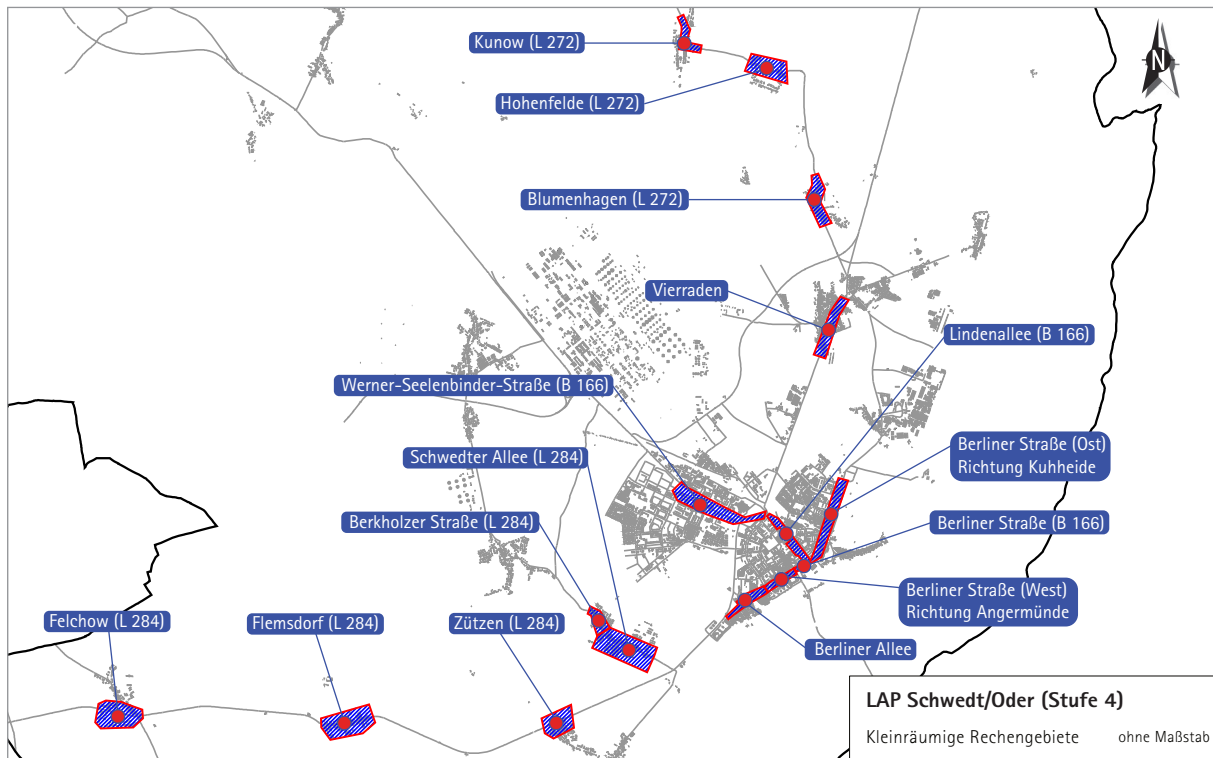 Kunow (L 272)
N
Hohenfelde (L 272)
Blumenhagen (L 272)
Vierraden
Lindenallee (B 166)
Werner-Seelenbinder-Straße (B 166)
Berliner Straße (Ost)
Richtung Kuhheide
Schwedter Allee (L 284)
Berkholzer Straße (L 284)
Berliner Straße (B 166)
Berliner Straße (West)
Richtung Angermünde
Felchow (L 284)
Flemsdorf (L 284)
Zützen (L 284)
Berliner Allee
LAP Schwedt/Oder (Stufe 4)
Kleinräumige Rechengebiete ohne Maßstab